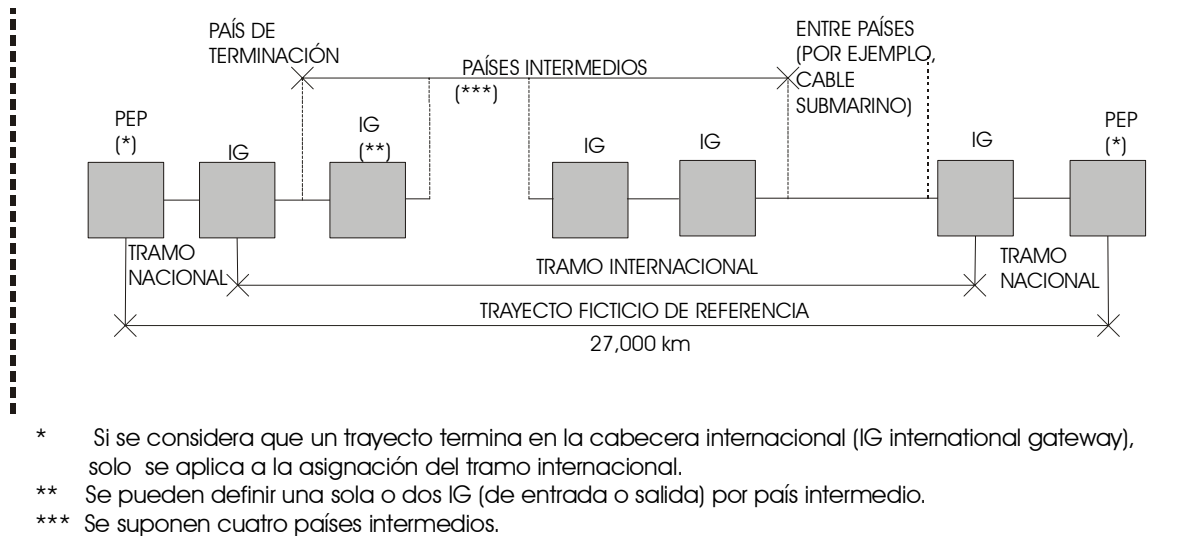 PAÍS DE
TERMINACIÓN
PAÍSES INTERMEDIOS
(***)
ENTRE PAÍSES
(POR EJEMPLO,
CABLE
SUBMARINO)
PEP
(*)
IG
IG
(**)
IG
IG
IG
PEP
(*)
TRAMO
NACIONAL
TRAMO INTERNACIONAL
TRAMO
NACIONAL
TRAYECTO FICTICIO DE REFERENCIA
27,000 km
* Si se considera que un trayecto termina en la cabecera internacional (IG international gateway),
solo se aplica a la asignación del tramo internacional.
** Se pueden definir una sola o dos IG (de entrada o salida) por país intermedio.
*** Se suponen cuatro países intermedios.